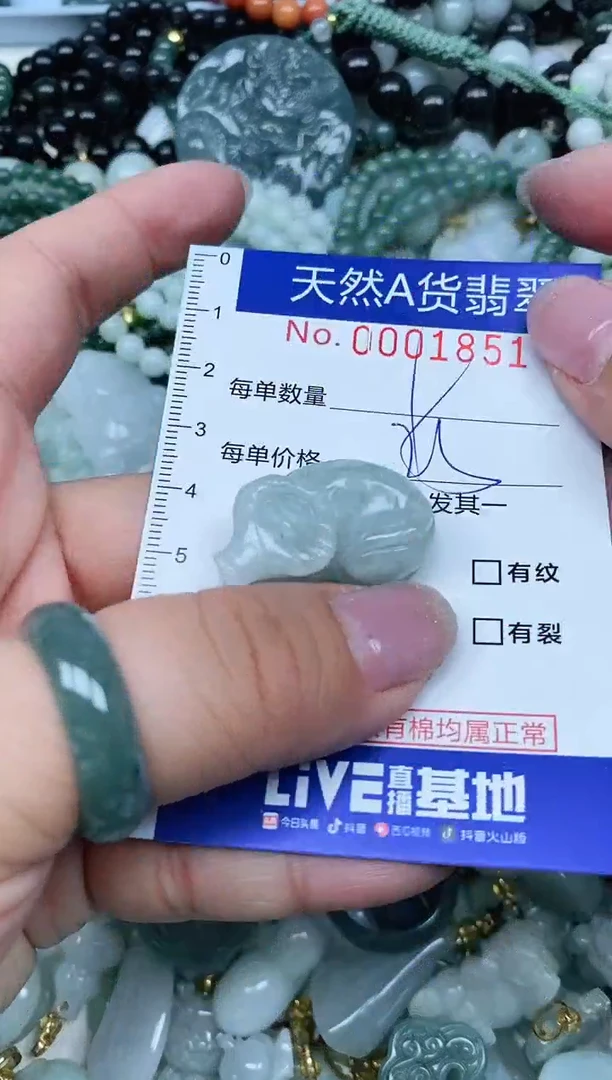 0
天然A货翡翠
1
No. 0001851
2
每单数量
3
每单价格
4
发其一
5
有纹
有裂
有棉均属正常
LiVE直播基地
今日头条 抖音 西瓜视频 抖音火山版